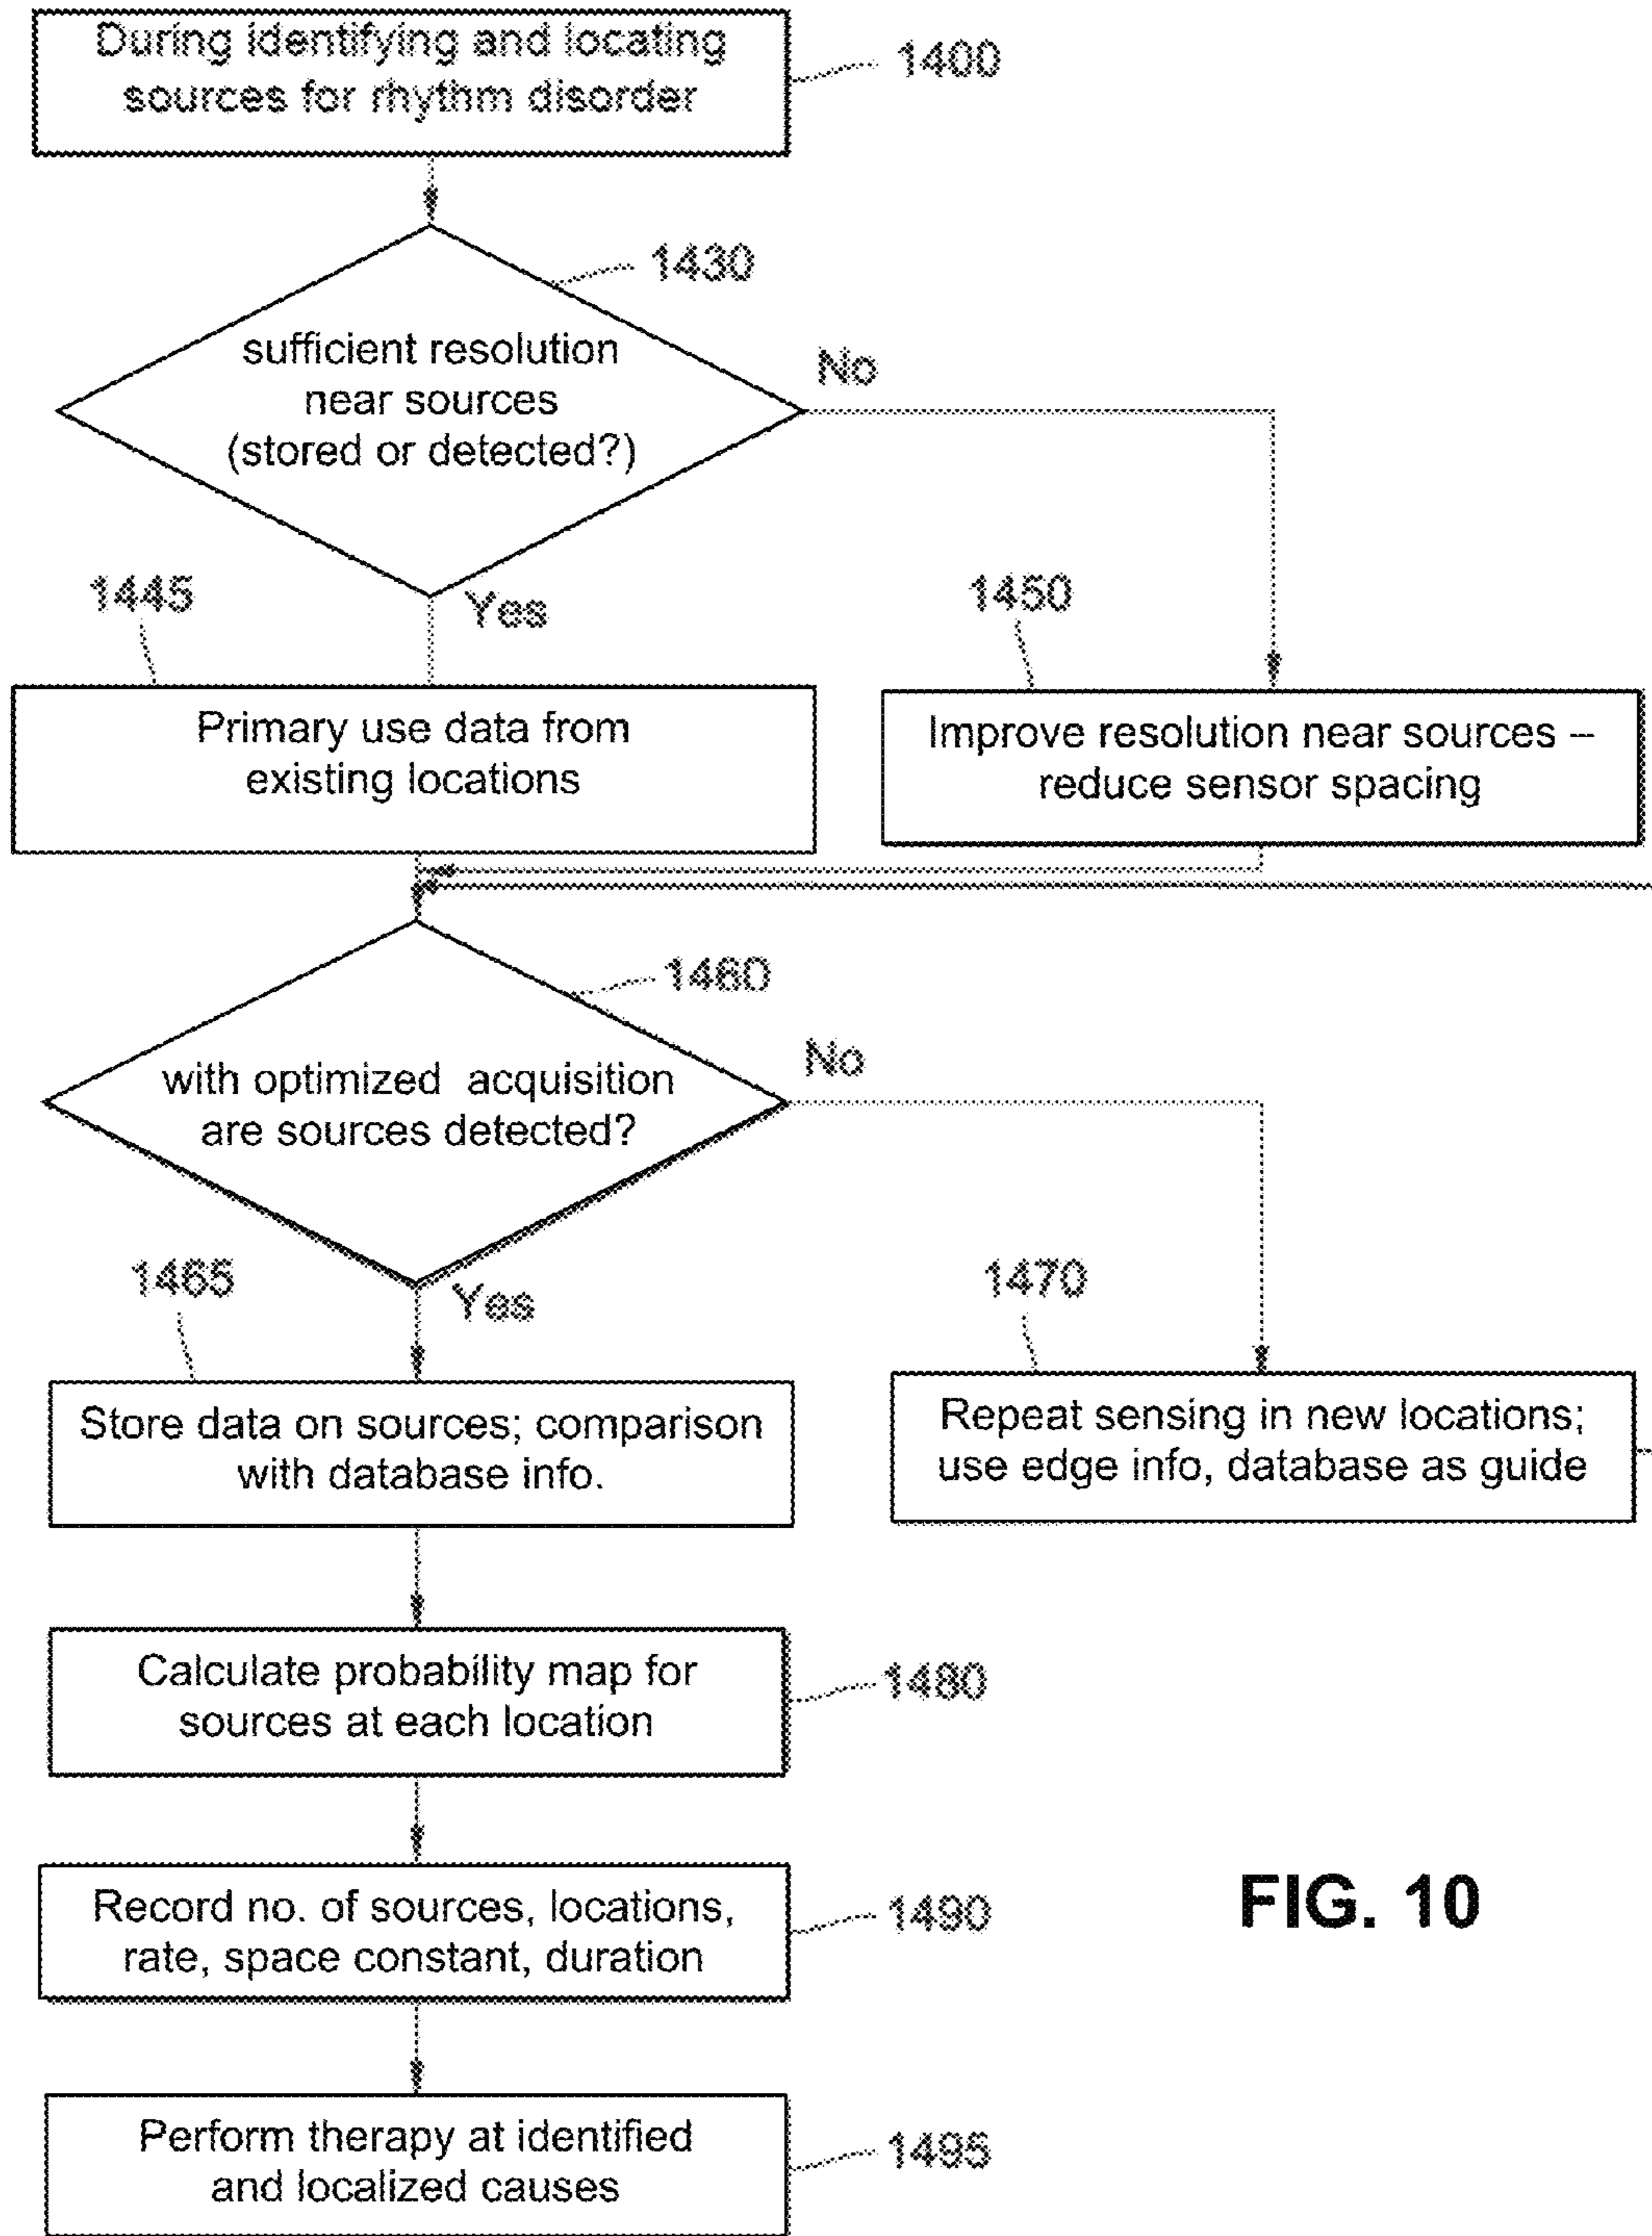 During identifying and locating
sources for rhythm disorder
1400
1430
sufficient resolution
near sources
(stored or detected?)
No
Yes
1445
1450
Primary use data from
existing locations
Improve resolution near sources –
reduce sensor spacing
1460
with optimized acquisition
are sources detected?
No
Yes
1465
1470
Store data on sources; comparison
with database info.
Repeat sensing in new locations;
use edge info, database as guide
Calculate probability map for
sources at each location
1480
Record no. of sources, locations,
rate, space constant, duration
1490
FIG. 10
Perform therapy at identified
and localized causes
1495